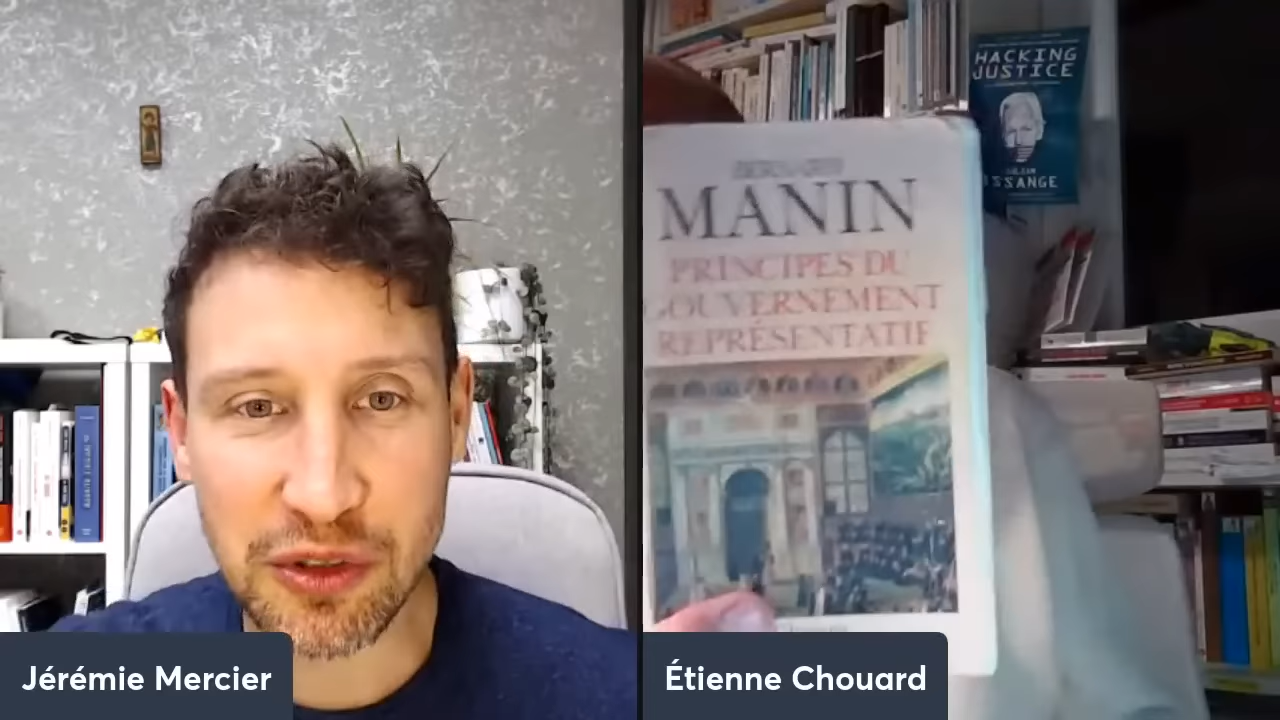 HACKING
JUSTICE
MANIN
PRINCIPES DU
GOUVERNEMENT
REPRÉSENTATIF
Jérémie Mercier
Étienne Chouard